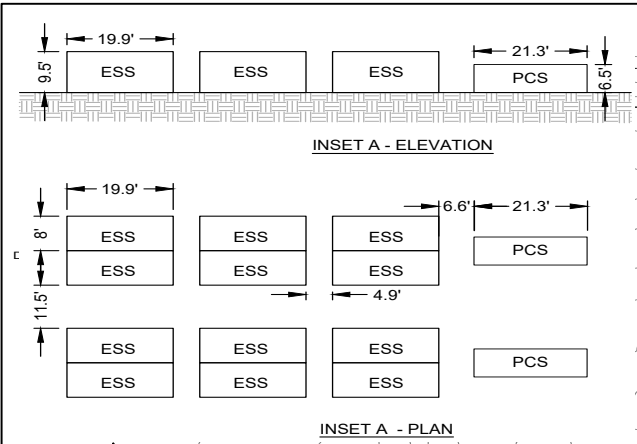 19.9' 21.3'
9.5' ESS ESS ESS PCS 6.5'
INSET A - ELEVATION
19.9' 6.6' 21.3'
8' ESS ESS ESS PCS
ESS ESS ESS
11.5' 4.9'
ESS ESS ESS PCS
ESS ESS ESS
INSET A - PLAN